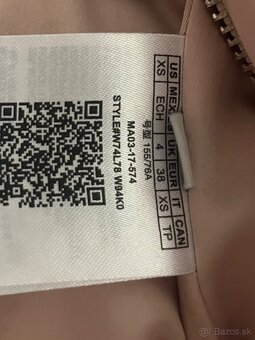 US MEX UK EUR IT CAN
XS ECH 4 38 XS TP
号型 155/76A
MA03-17-574
STYLE#W74L78 W94K0
Bazos.sk